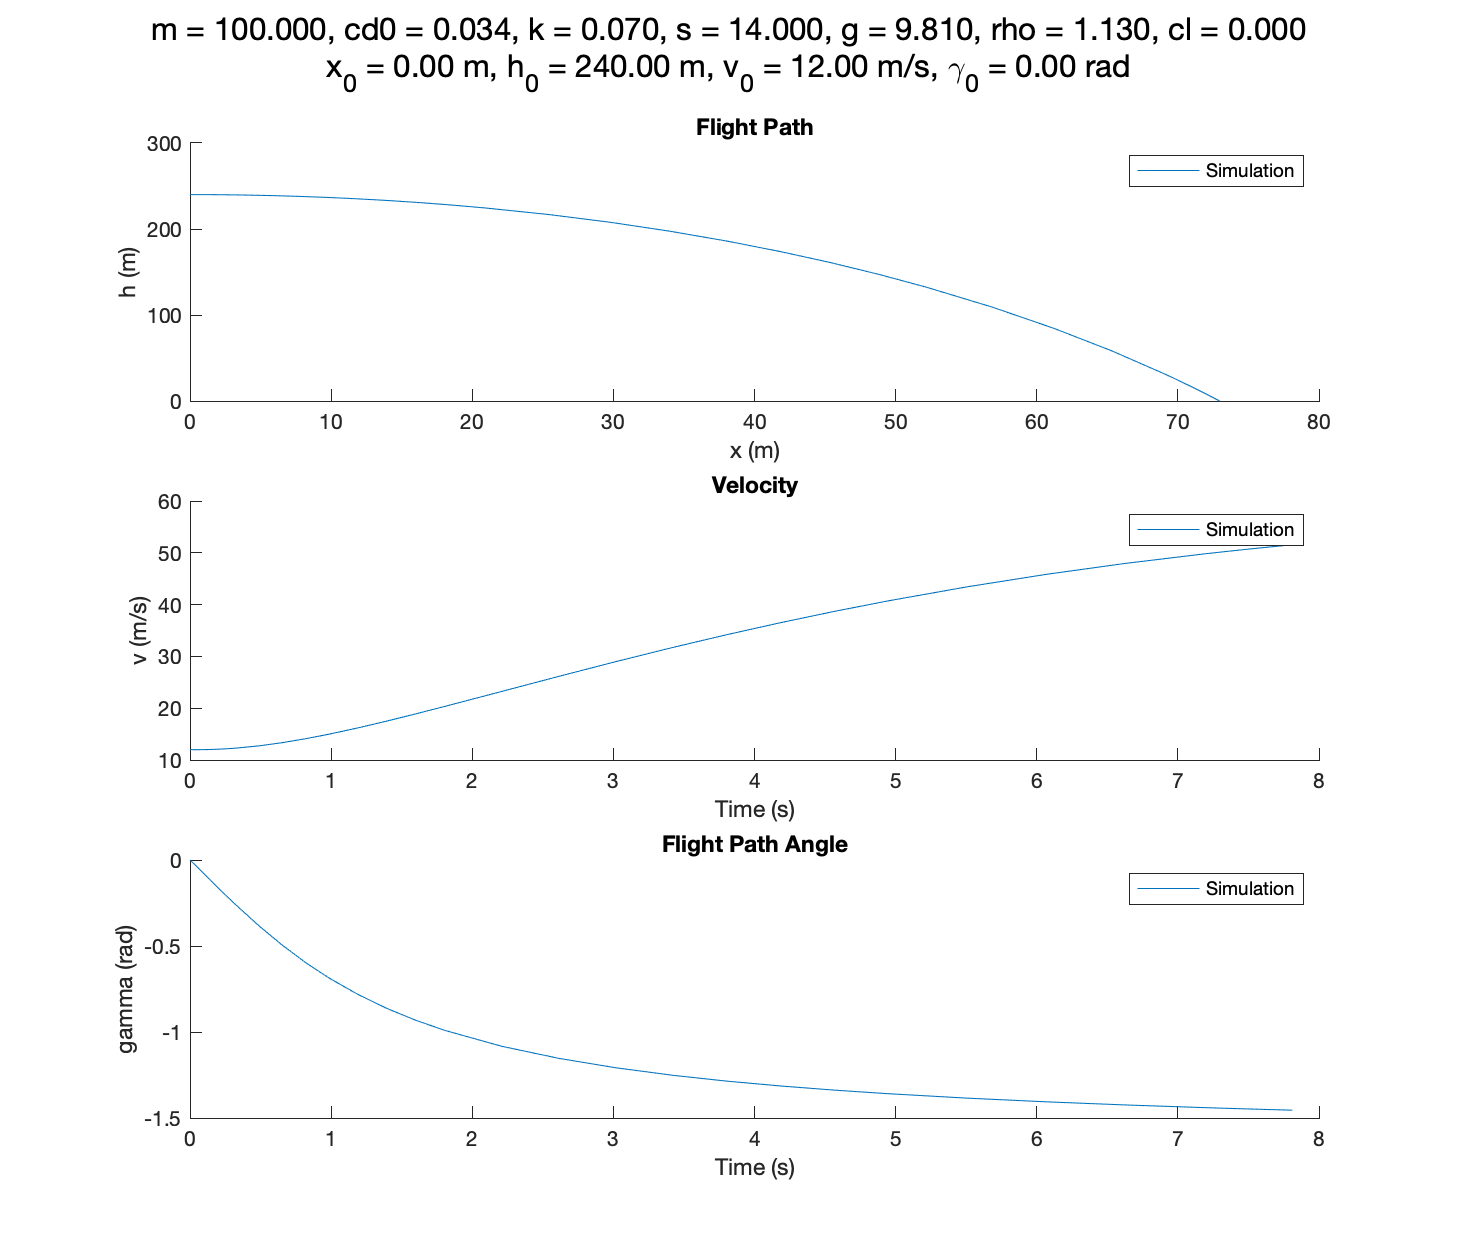 m = 100.000, cd0 = 0.034, k = 0.070, s = 14.000, g = 9.810, rho = 1.130, cl = 0.000
x0 = 0.00 m, h0 = 240.00 m, v0 = 12.00 m/s, γ0 = 0.00 rad
Flight Path
300
200
100
0
h (m)
Simulation
0 10 20 30 40 50 60 70 80
x (m)
Velocity
60
50
40
30
20
10
v (m/s)
Simulation
0 1 2 3 4 5 6 7 8
Time (s)
Flight Path Angle
0
-0.5
-1
-1.5
gamma (rad)
Simulation
0 1 2 3 4 5 6 7 8
Time (s)